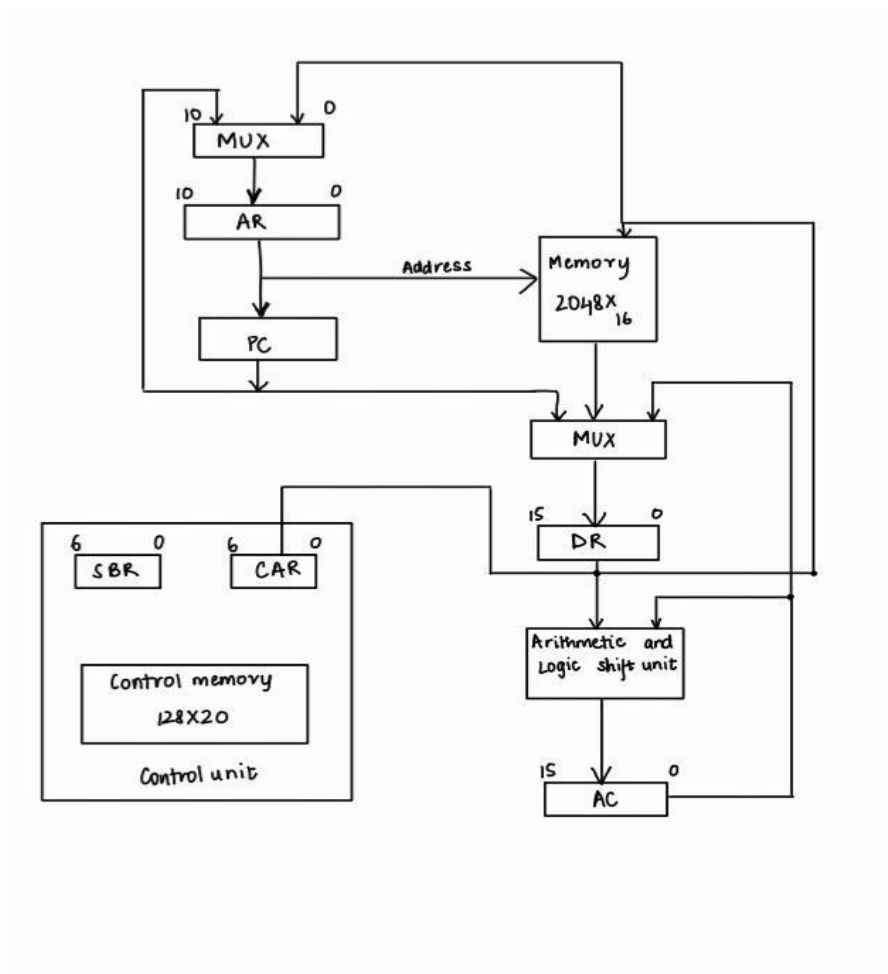 10 0
MUX
10 0
AR
Address
Memory
2048X
16
PC
MUX
15 0
DR
6 0 6 0
SBR CAR
Arithmetic and
Logic shift unit
Control memory
128X20
Control unit
15 0
AC